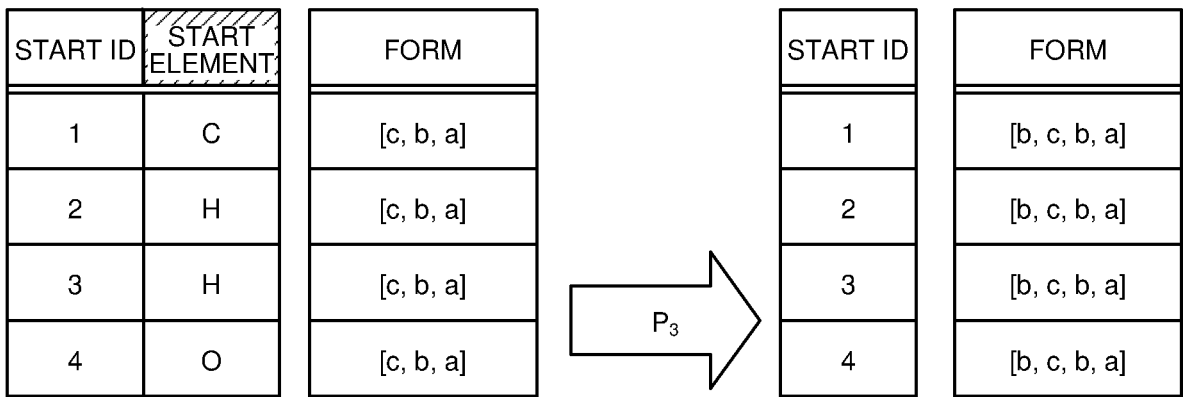 START ID START ELEMENT FORM START ID FORM
1 C [c, b, a] 1 [b, c, b, a]
2 H [c, b, a] 2 [b, c, b, a]
3 H [c, b, a] 3 [b, c, b, a]
P₃
4 O [c, b, a] 4 [b, c, b, a]